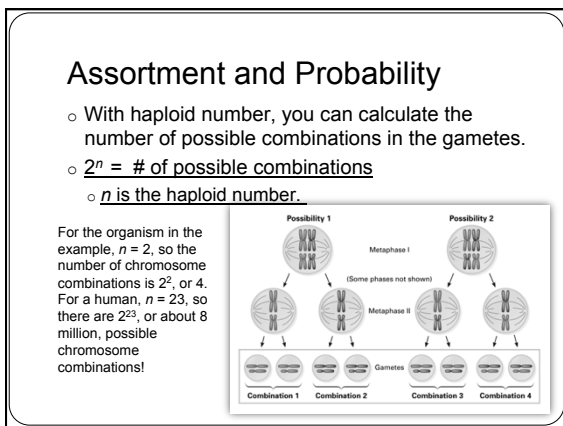 Assortment and Probability
○ With haploid number, you can calculate the
number of possible combinations in the gametes.
○ 2ⁿ = # of possible combinations
○ n is the haploid number.
For the organism in the
example, n = 2, so the
number of chromosome
combinations is 2², or 4.
For a human, n = 23, so
there are 2²³, or about 8
million, possible
chromosome
combinations!
Possibility 1 Possibility 2
Metaphase I
(Some phases not shown)
Metaphase II
Gametes
Combination 1 Combination 2 Combination 3 Combination 4